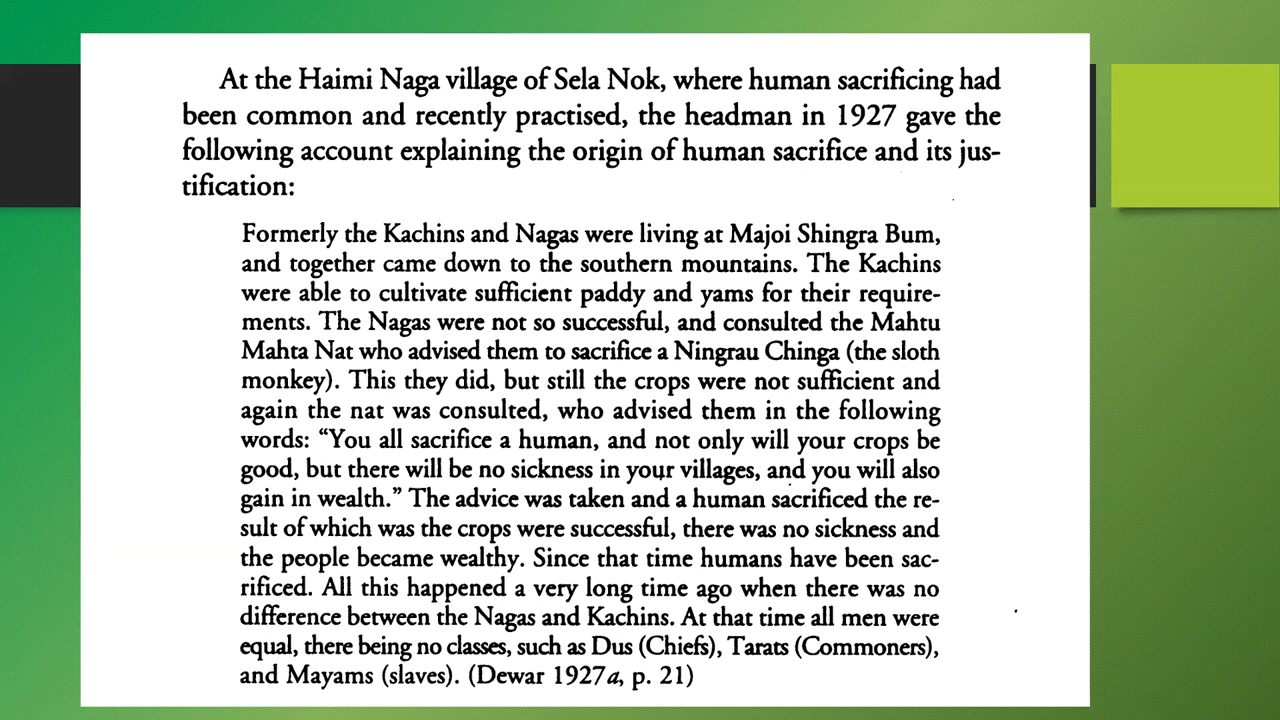 At the Haimi Naga village of Sela Nok, where human sacrificing had
been common and recently practised, the headman in 1927 gave the
following account explaining the origin of human sacrifice and its jus-
tification:
Formerly the Kachins and Nagas were living at Majoi Shingra Bum,
and together came down to the southern mountains. The Kachins
were able to cultivate sufficient paddy and yams for their require-
ments. The Nagas were not so successful, and consulted the Mahtu
Mahta Nat who advised them to sacrifice a Ningrau Chinga (the sloth
monkey). This they did, but still the crops were not sufficient and
again the nat was consulted, who advised them in the following
words: “You all sacrifice a human, and not only will your crops be
good, but there will be no sickness in your villages, and you will also
gain in wealth.” The advice was taken and a human sacrificed the re-
sult of which was the crops were successful, there was no sickness and
the people became wealthy. Since that time humans have been sac-
rificed. All this happened a very long time ago when there was no
difference between the Nagas and Kachins. At that time all men were
equal, there being no classes, such as Dus (Chiefs), Tarats (Commoners),
and Mayams (slaves). (Dewar 1927a, p. 21)